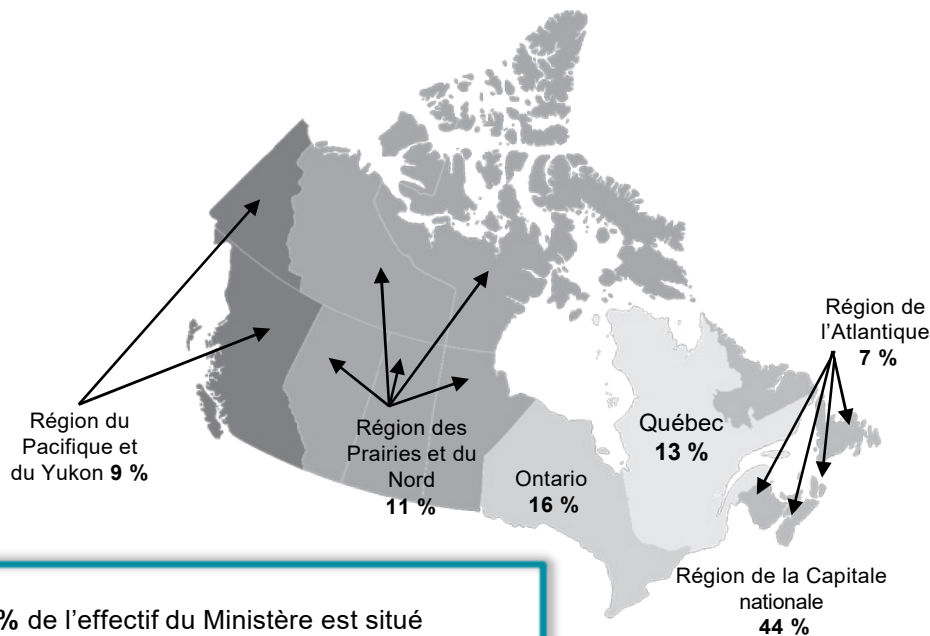 Région du
Pacifique et
du Yukon 9 %
Région des
Prairies et du
Nord
11 %
Ontario
16 %
Québec
13 %
Région de
l’Atlantique
7 %
Région de la Capitale
nationale
44 %
% de l’effectif du Ministère est situé